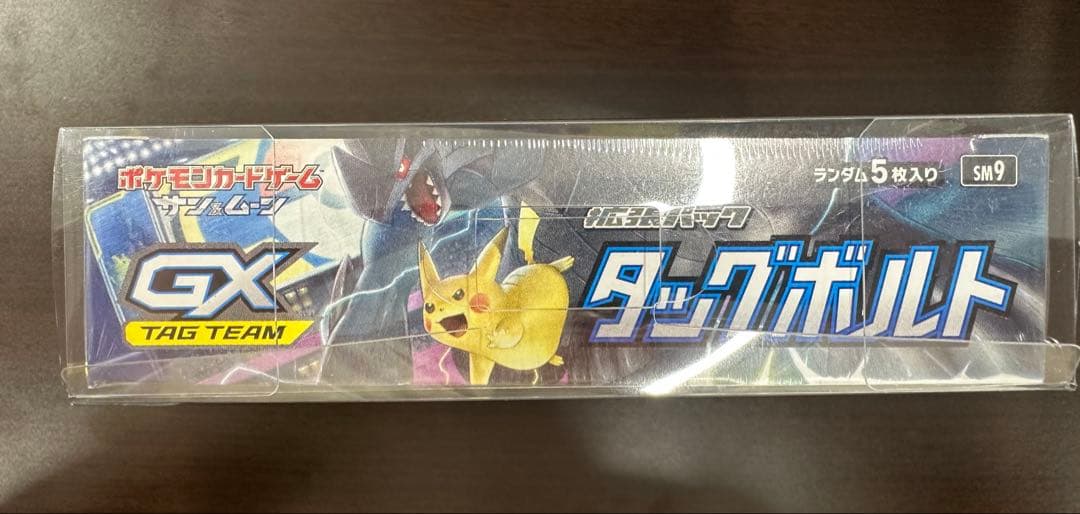 ポケモンカードゲーム
サン&ムーン
GX
TAG TEAM
ランダム5枚入り SM9
拡張パック
タッグボルト